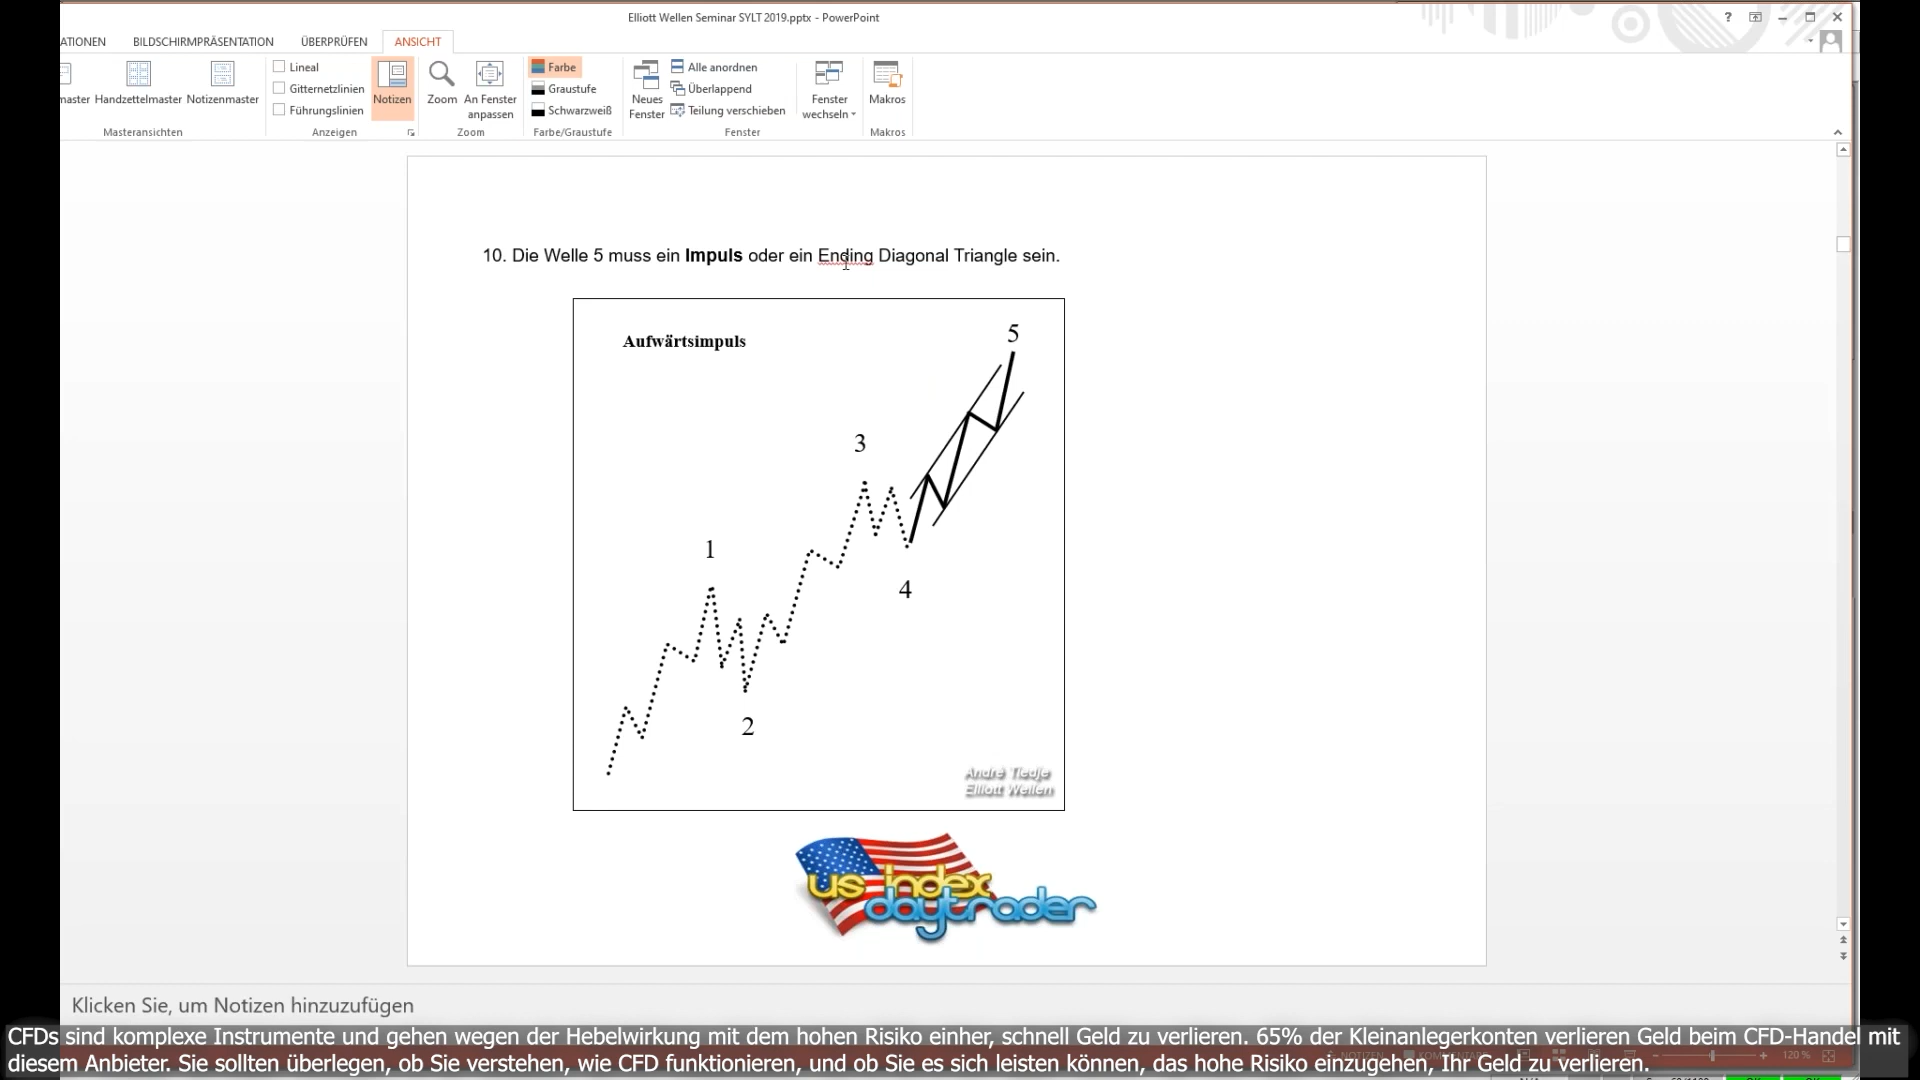 Elliott Wellen Seminar SYLT 2019.pptx - PowerPoint
ATIONEN BILDSCHIRMPRÄSENTATION ÜBERPRÜFEN ANSICHT
master Handzettelmaster Notizenmaster
Masteransichten
Lineal
Gitternetzlinien
Führungslinien
Anzeigen
Notizen
Zoom
An Fenster
anpassen
Zoom
Farbe
Graustufe
Schwarzweiß
Farbe/Graustufe
Neues
Fenster
Alle anordnen
Überlappend
Teilung verschieben
Fenster
Fenster
wechseln
Makros
Makros
10. Die Welle 5 muss ein Impuls oder ein Ending Diagonal Triangle sein.
Aufwärtsimpuls
5
3
1
4
2
Andrè Tiedje
Elliott Wellen
us index
daytrader
Klicken Sie, um Notizen hinzuzufügen
CFDs sind komplexe Instrumente und gehen wegen der Hebelwirkung mit dem hohen Risiko einher, schnell Geld zu verlieren. 65% der Kleinanlegerkonten verlieren Geld beim CFD-Handel mit
diesem Anbieter. Sie sollten überlegen, ob Sie verstehen, wie CFD funktionieren, und ob Sie es sich leisten können, das hohe Risiko einzugehen, Ihr Geld zu verlieren.
120 %